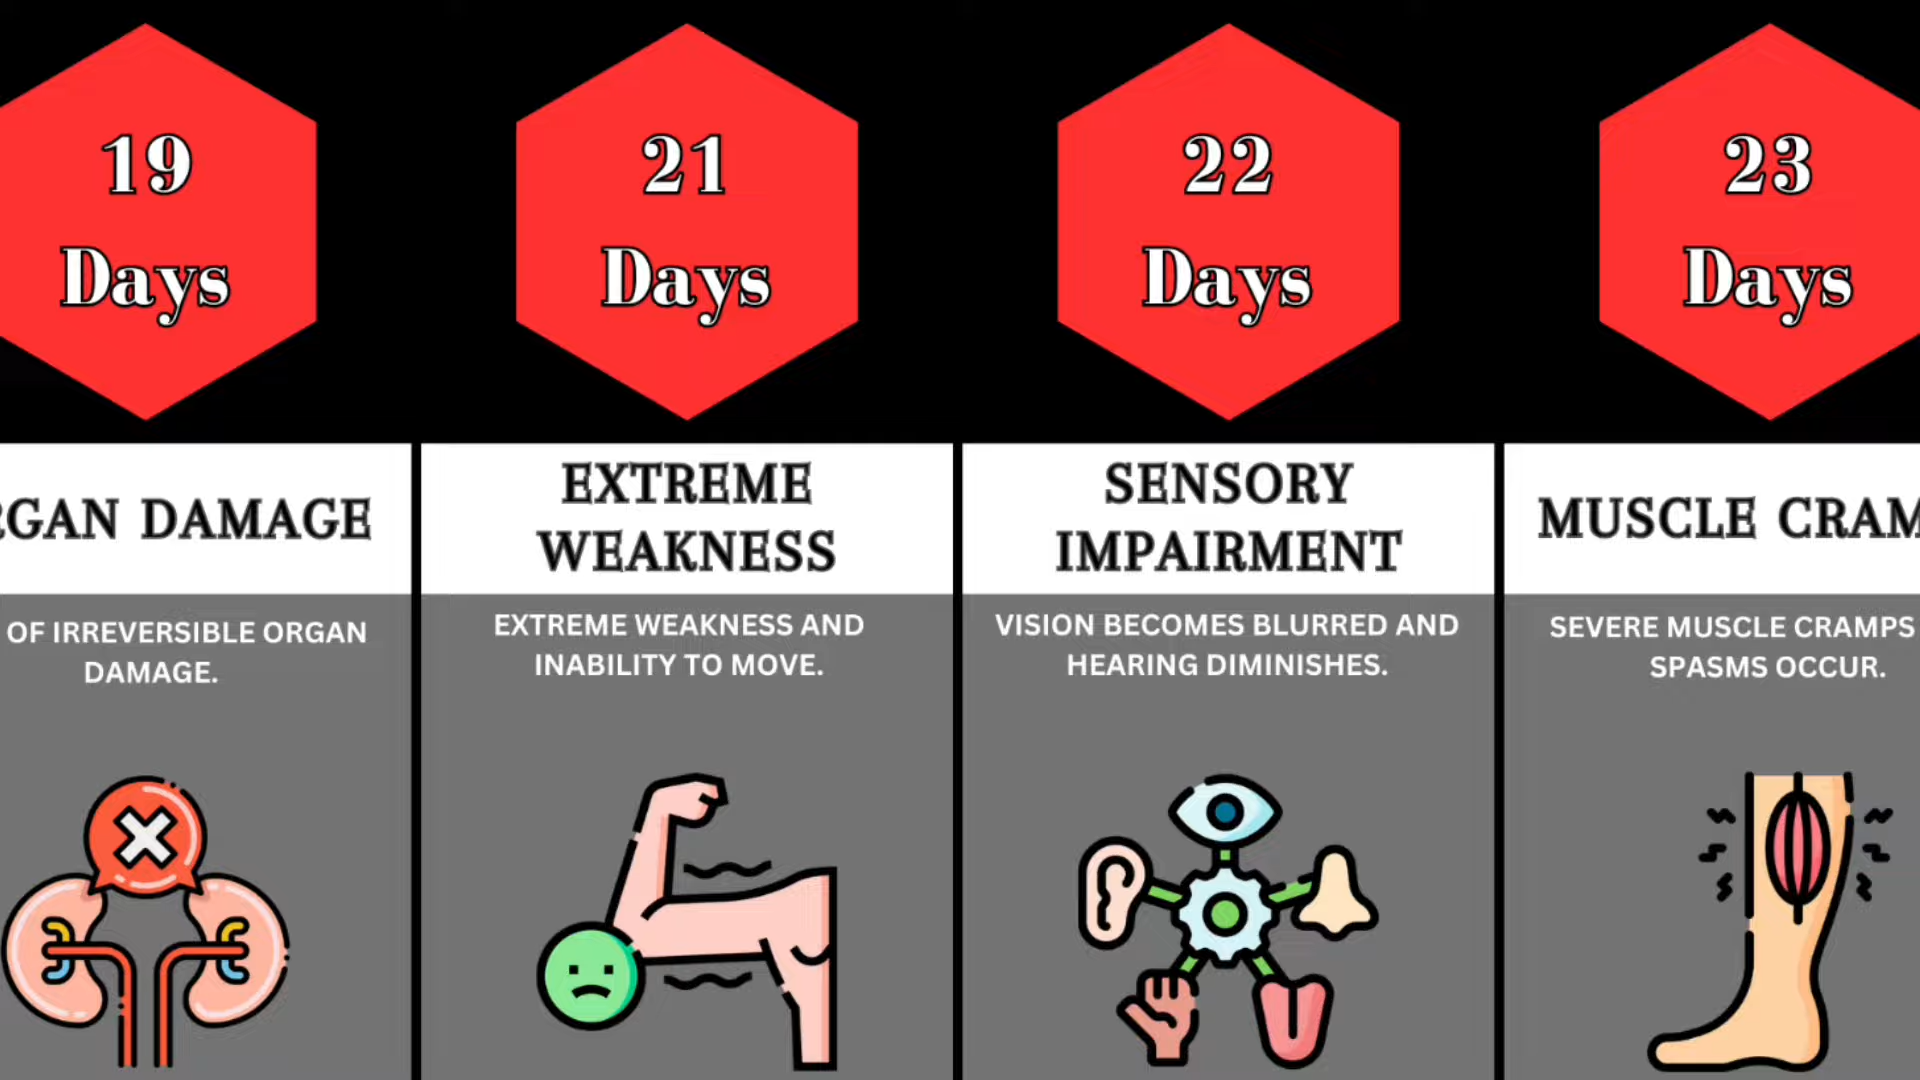 19
Days
RGAN DAMAGE
OF IRREVERSIBLE ORGAN
DAMAGE.
21
Days
EXTREME
WEAKNESS
EXTREME WEAKNESS AND
INABILITY TO MOVE.
22
Days
SENSORY
IMPAIRMENT
VISION BECOMES BLURRED AND
HEARING DIMINISHES.
23
Days
MUSCLE CRAM
SEVERE MUSCLE CRAMPS
SPASMS OCCUR.